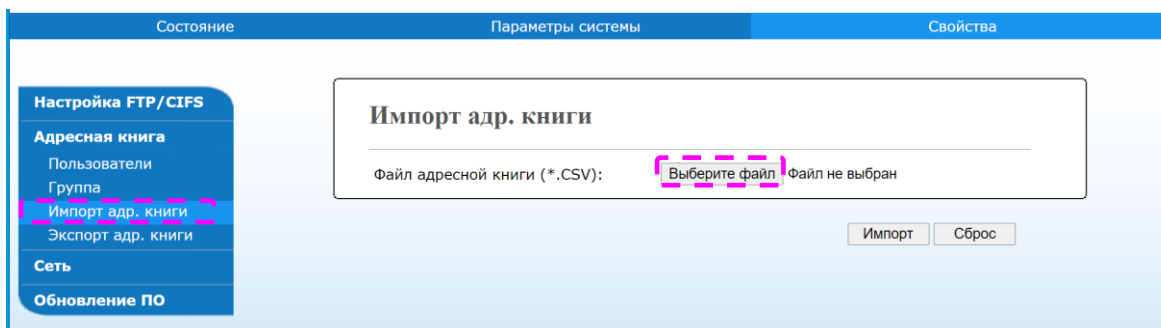 Состояние Параметры системы Свойства
Настройка FTP/CIFS
Адресная книга
Пользователи
Группа
Импорт адр. книги
Экспорт адр. книги
Сеть
Обновление ПО
Импорт адр. книги
Файл адресной книги (*.CSV): Выберите файл Файл не выбран
Импорт Сброс